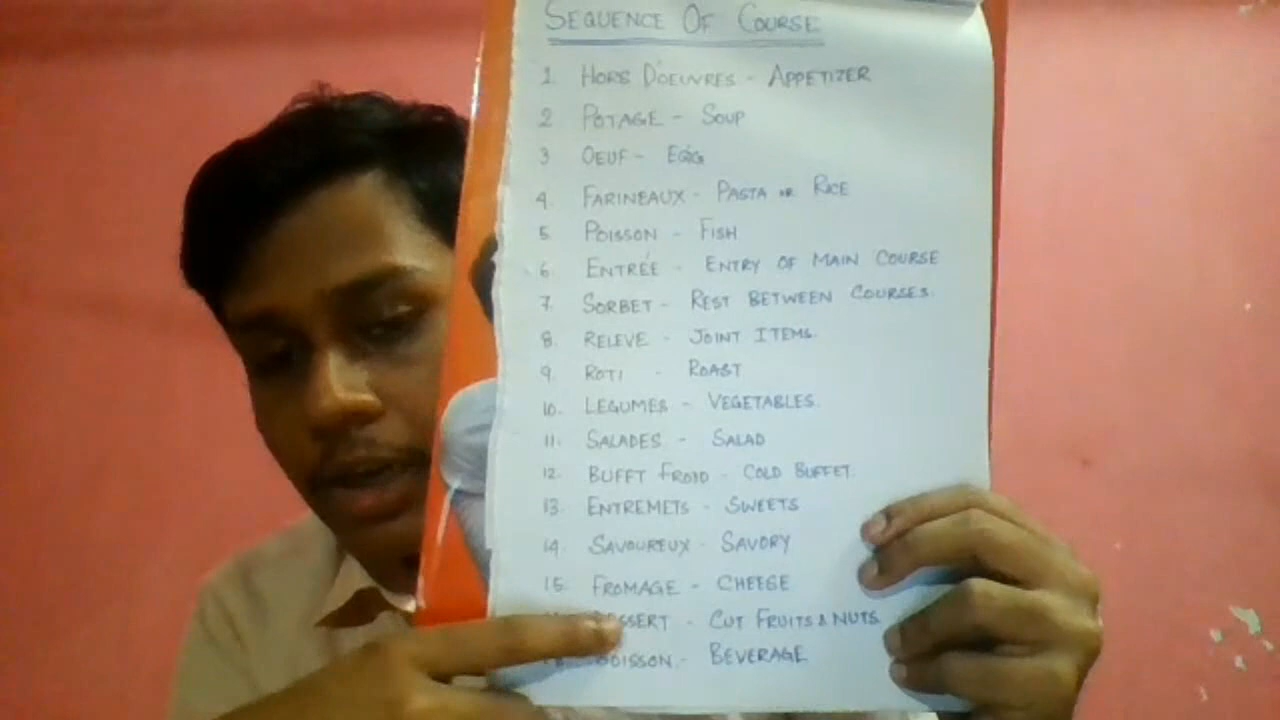 SEQUENCE OF COURSE
1. HORS D'OEUVRES - APPETIZER
2 POTAGE - SOUP
3 OEUF - EGG
4. FARINEAUX - PASTA OR RICE
5. POISSON - FISH
6. ENTRÉE - ENTRY OF MAIN COURSE
7. SORBET - REST BETWEEN COURSES.
8. RELEVE - JOINT ITEMS.
9. ROTI - ROAST
10. LEGUMES - VEGETABLES.
11. SALADES - SALAD
12. BUFFT FROID - COLD BUFFET.
13. ENTREMETS - SWEETS
14. SAVOUREUX - SAVORY
15. FROMAGE - CHEESE
SSERT - CUT FRUITS & NUTS
OISSON - BEVERAGE